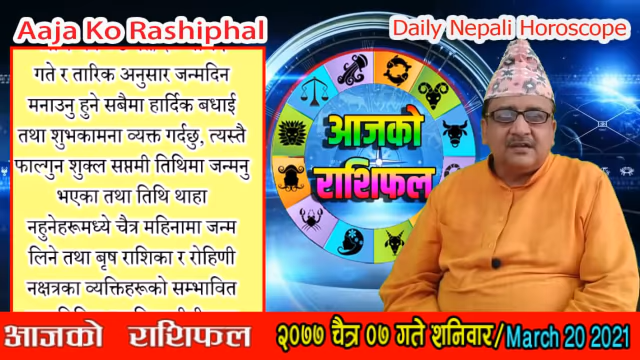 Aaja Ko Rashiphal
Daily Nepali Horoscope
गते र तारिक अनुसार जन्मदिन
मनाउनु हुने सबैमा हार्दिक बधाई
तथा शुभकामना व्यक्त गर्दछु, त्यस्तै
फाल्गुन शुक्ल सप्तमी तिथिमा जन्मनु
भएका तथा तिथि थाहा
नहुनेहरूमध्ये चैत्र महिनामा जन्म
लिने तथा बृष राशिका र रोहिणी
नक्षत्रका व्यक्तिहरूको सम्भावित
आजको
राशिफल
आजको राशिफल
२०७७ चैत्र ०७ गते शनिवार/March 20 2021